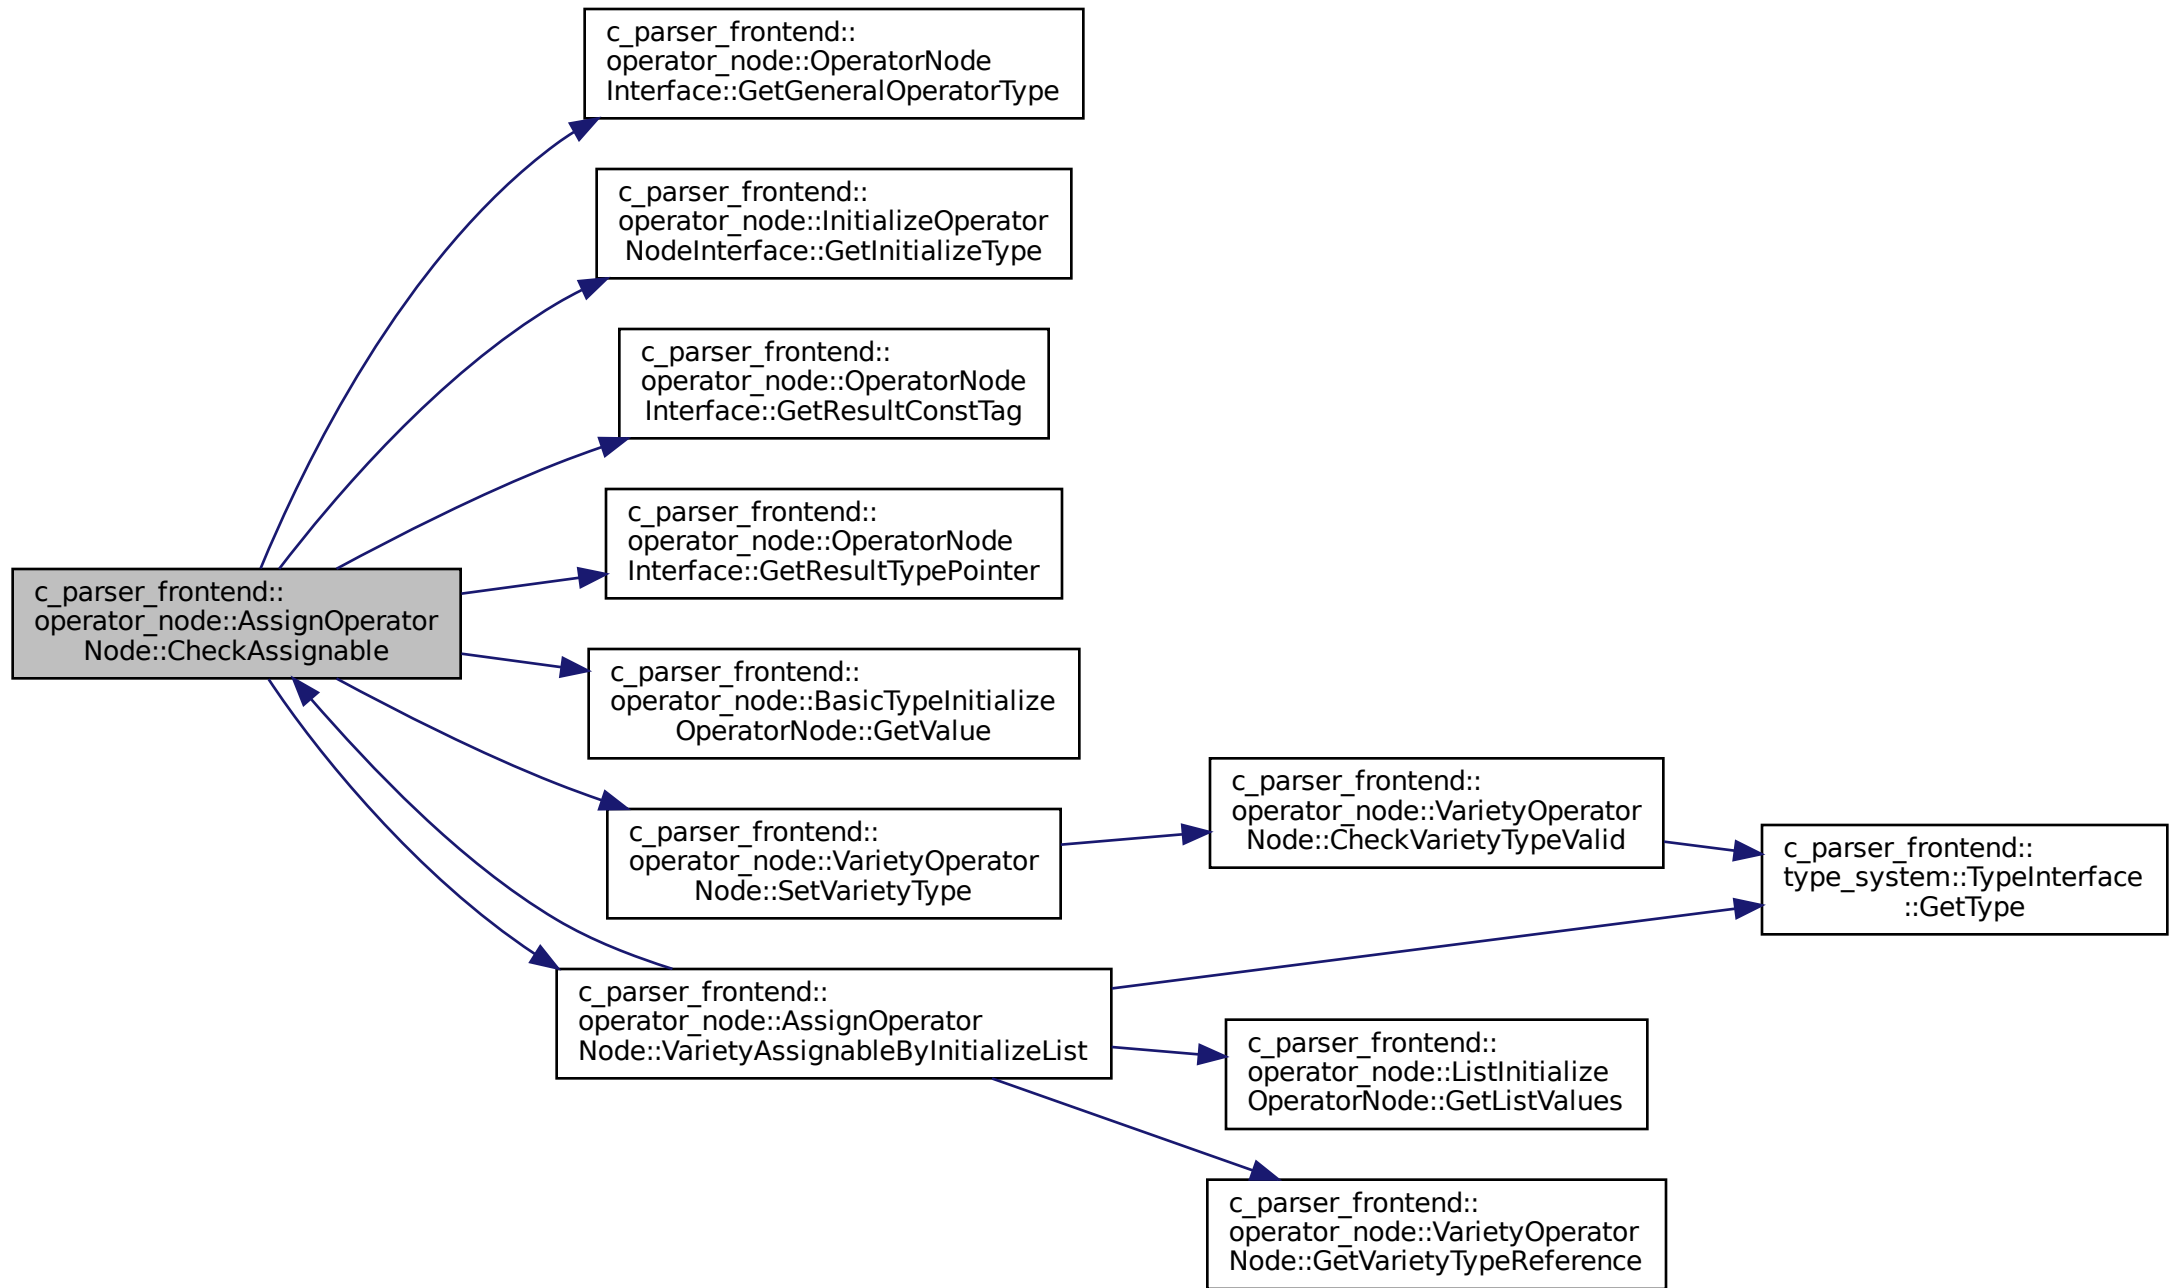 c_parser_frontend::
operator_node::OperatorNode
Interface::GetGeneralOperatorType
c_parser_frontend::
operator_node::InitializeOperator
NodeInterface::GetInitializeType
c_parser_frontend::
operator_node::OperatorNode
Interface::GetResultConstTag
c_parser_frontend::
operator_node::OperatorNode
Interface::GetResultTypePointer
c_parser_frontend::
operator_node::AssignOperator
Node::CheckAssignable
c_parser_frontend::
operator_node::BasicTypeInitialize
OperatorNode::GetValue
c_parser_frontend::
operator_node::VarietyOperator
Node::SetVarietyType
c_parser_frontend::
operator_node::VarietyOperator
Node::CheckVarietyTypeValid
c_parser_frontend::
type_system::TypeInterface
::GetType
c_parser_frontend::
operator_node::AssignOperator
Node::VarietyAssignableByInitializeList
c_parser_frontend::
operator_node::ListInitialize
OperatorNode::GetListValues
c_parser_frontend::
operator_node::VarietyOperator
Node::GetVarietyTypeReference